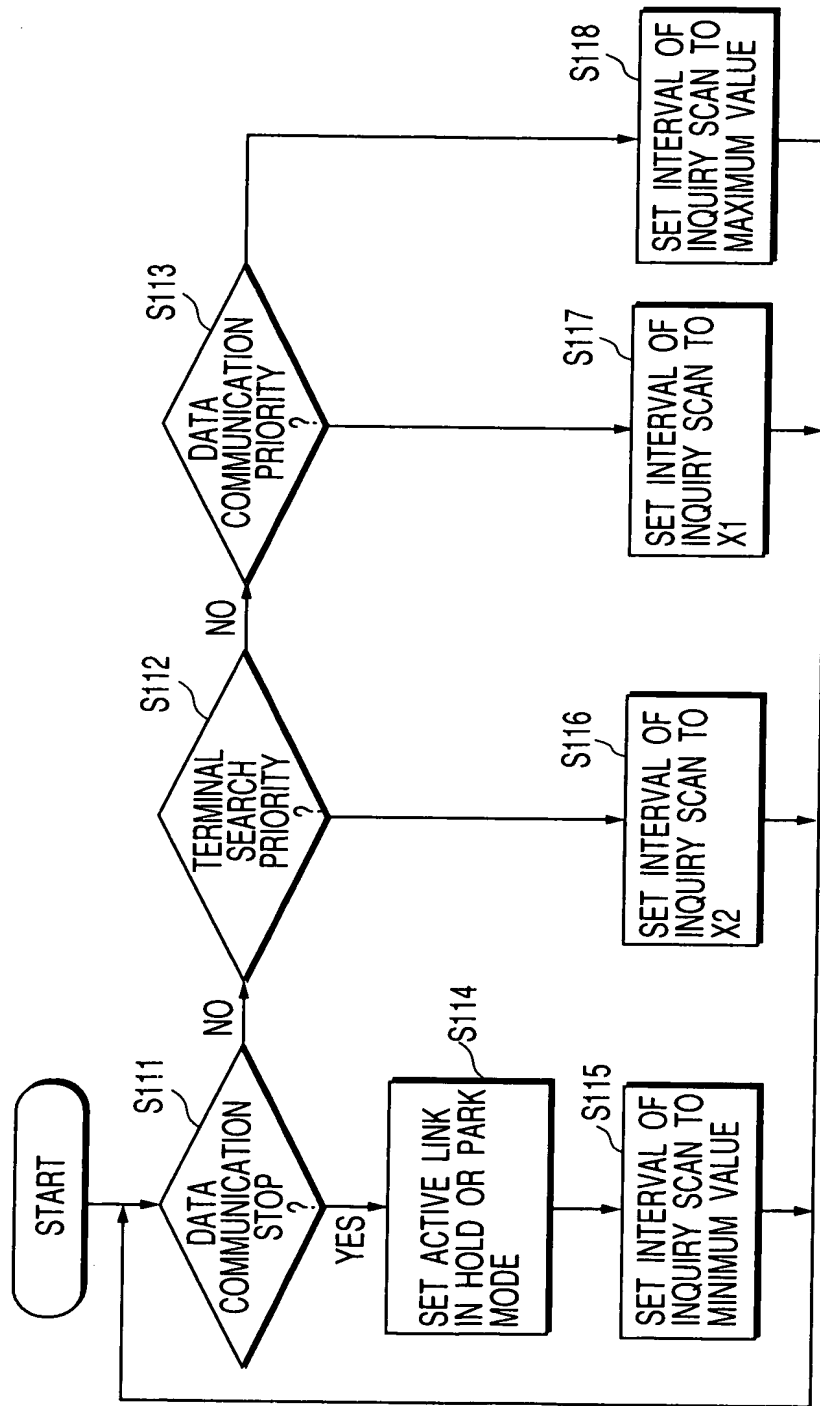 START
S111
DATA
COMMUNICATION
STOP
?
NO
YES
S112
TERMINAL
SEARCH
PRIORITY
?
NO
S113
DATA
COMMUNICATION
PRIORITY
?
S114
SET ACTIVE LINK
IN HOLD OR PARK
MODE
S115
SET INTERVAL OF
INQUIRY SCAN TO
MINIMUM VALUE
S116
SET INTERVAL OF
INQUIRY SCAN TO
X2
S117
SET INTERVAL OF
INQUIRY SCAN TO
X1
S118
SET INTERVAL OF
INQUIRY SCAN TO
MAXIMUM VALUE